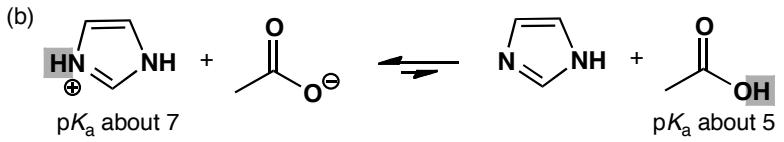 (b)
HN⊕ NH + O O⊖ ⇌ N NH + O OH
pKa about 7 pKa about 5